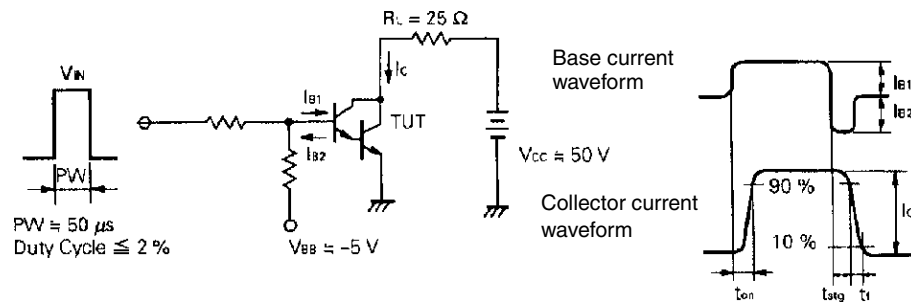 RL = 25 Ω
VIN
IC
IB1
IB2
TUT
VCC ≒ 50 V
PW
PW ≒ 50 μs
Duty Cycle ≦ 2 %
VBB ≒ -5 V
Base current
waveform
IB1
IB2
Collector current
waveform
90 %
10 %
IC
ton
tstg
tf